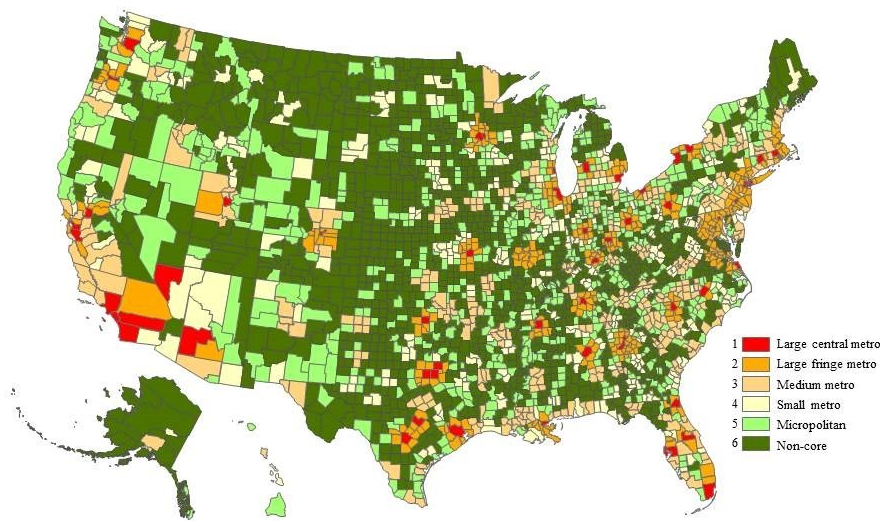 1 Large central metro
2 Large fringe metro
3 Medium metro
4 Small metro
5 Micropolitan
6 Non-core